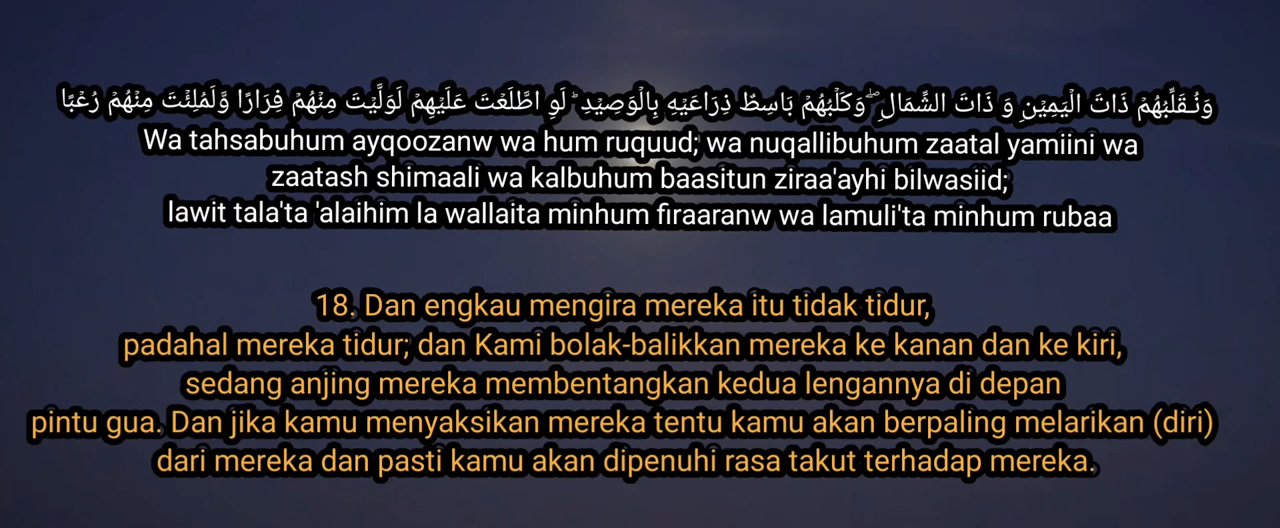 وَنُـقَلِّبُهُمْ ذَاتَ الْيَمِيْنِ وَ ذَاتَ الشِّمَالِ ۖ وَكَلْبُهُمْ بَاسِطٌ ذِرَاعَيْهِ بِالْوَصِيْدِ ؕ لَوِ اطَّلَعْتَ عَلَيْهِمْ لَوَلَّيْتَ مِنْهُمْ فِرَارًا وَّلَمُلِئْتَ مِنْهُمْ رُعْبًا
Wa tahsabuhum ayqoozanw wa hum ruquud; wa nuqallibuhum zaatal yamiini wa
zaatash shimaali wa kalbuhum baasitun ziraa'ayhi bilwasiid;
lawit tala'ta 'alaihim la wallaita minhum firaaranw wa lamuli'ta minhum rubaa
18. Dan engkau mengira mereka itu tidak tidur,
padahal mereka tidur; dan Kami bolak-balikkan mereka ke kanan dan ke kiri,
sedang anjing mereka membentangkan kedua lengannya di depan
pintu gua. Dan jika kamu menyaksikan mereka tentu kamu akan berpaling melarikan (diri)
dari mereka dan pasti kamu akan dipenuhi rasa takut terhadap mereka.